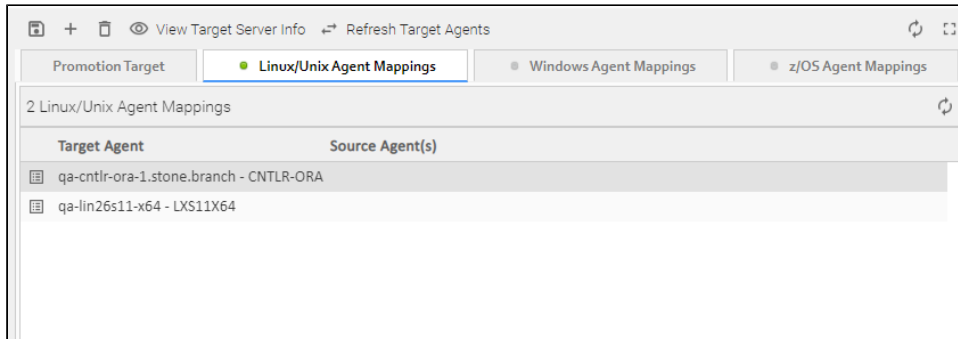 View Target Server Info Refresh Target Agents
Promotion Target Linux/Unix Agent Mappings Windows Agent Mappings z/OS Agent Mappings
2 Linux/Unix Agent Mappings
Target Agent Source Agent(s)
qa-cntlr-ora-1.stone.branch - CNTLR-ORA
qa-lin26s11-x64 - LXS11X64